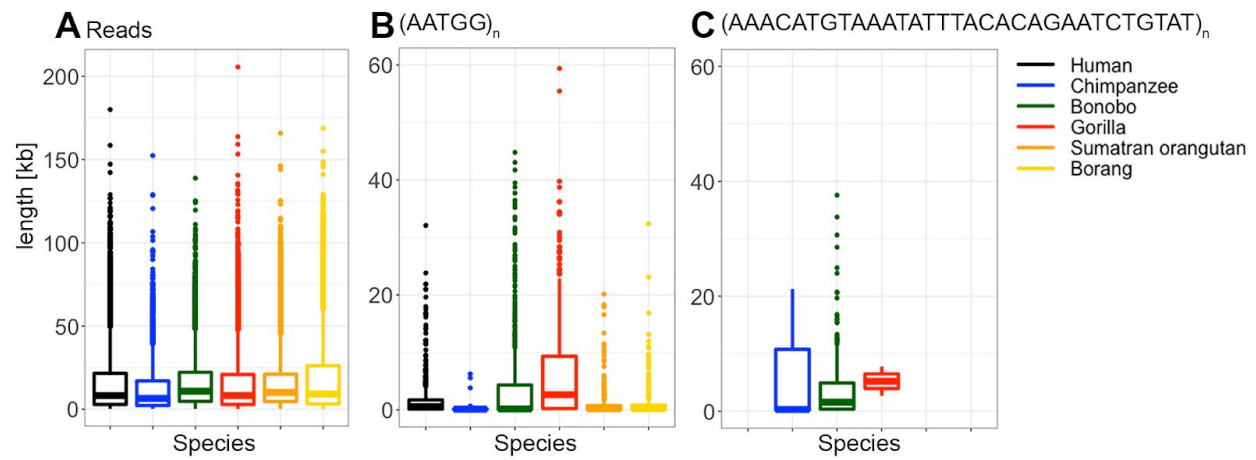 A Reads
B (AATGG)n
C (AAACATGTAAATATTTACACAGAATCTGTAT)n
length [kb]
200
150
100
50
0
Species
60
40
20
0
Species
60
40
20
0
Species
Human
Chimpanzee
Bonobo
Gorilla
Sumatran orangutan
Borang